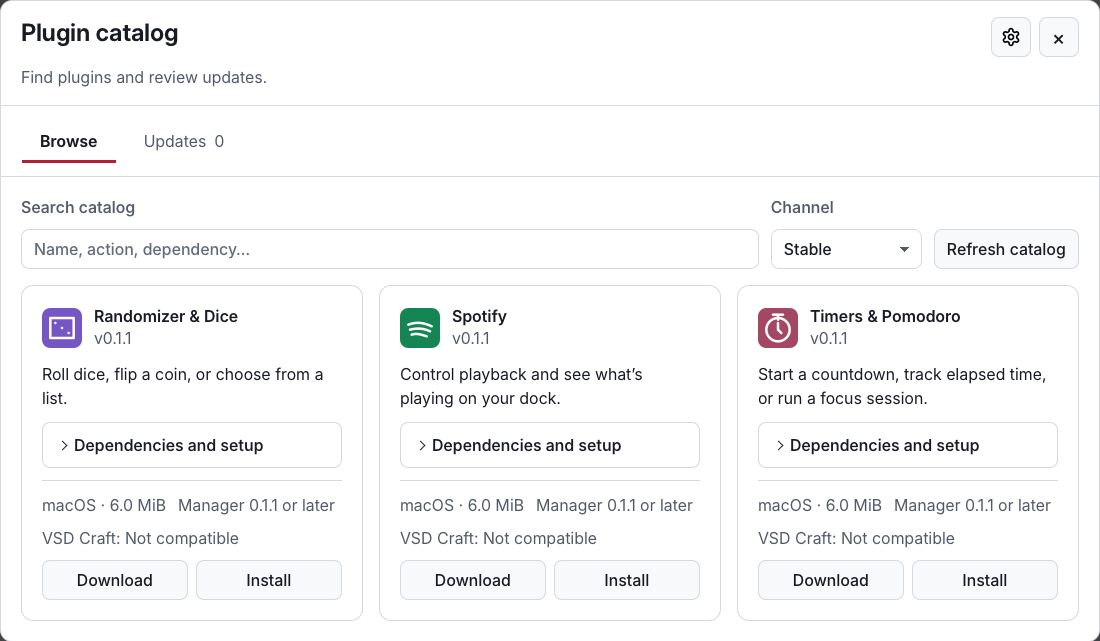 Plugin catalog
Find plugins and review updates.
Browse
Updates 0
Search catalog
Channel
Name, action, dependency...
Stable
Refresh catalog
Randomizer & Dice
v0.1.1
Roll dice, flip a coin, or choose from a
list.
Dependencies and setup
macOS · 6.0 MiB Manager 0.1.1 or later
VSD Craft: Not compatible
Download
Install
Spotify
v0.1.1
Control playback and see what’s
playing on your dock.
Dependencies and setup
macOS · 6.0 MiB Manager 0.1.1 or later
VSD Craft: Not compatible
Download
Install
Timers & Pomodoro
v0.1.1
Start a countdown, track elapsed time,
or run a focus session.
Dependencies and setup
macOS · 6.0 MiB Manager 0.1.1 or later
VSD Craft: Not compatible
Download
Install